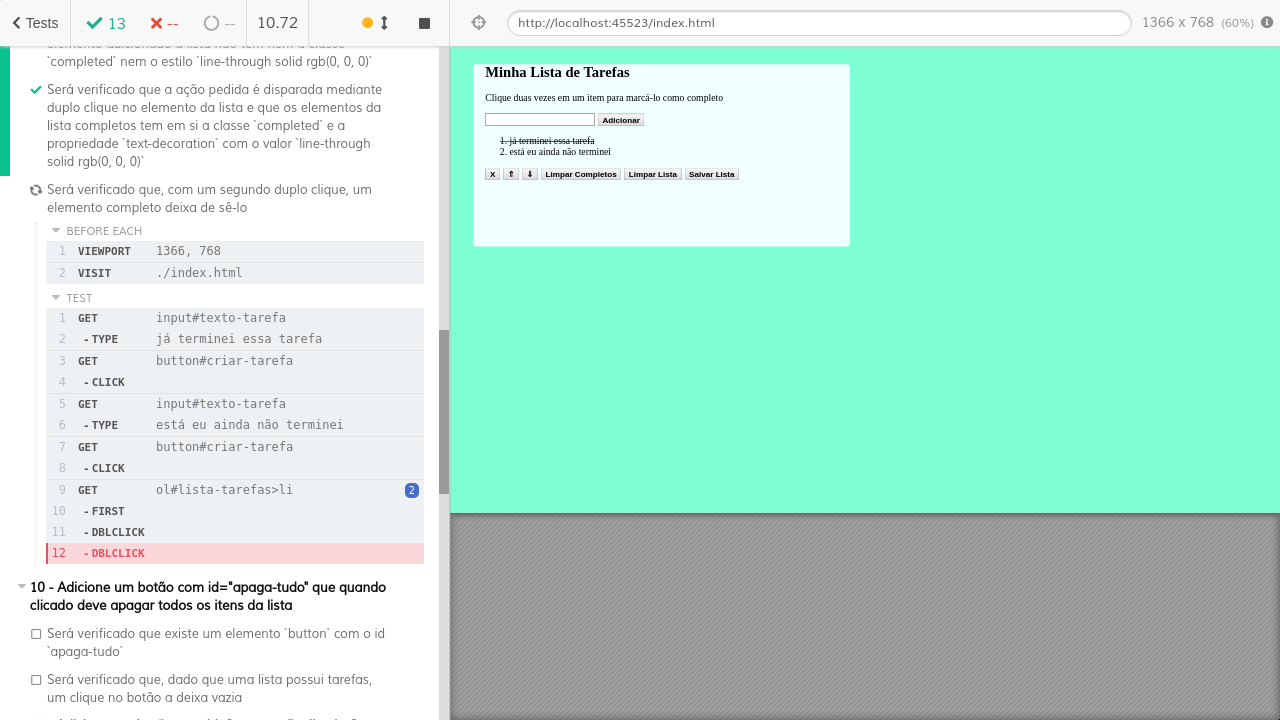 Tests
13
--
--
10.72
http://localhost:45523/index.html
1366 x 768 (60%)
elemento adicionado à lista não tem nem a classe
`completed` nem o estilo `line-through solid rgb(0, 0, 0)`
Será verificado que a ação pedida é disparada mediante
duplo clique no elemento da lista e que os elementos da
lista completos tem em si a classe `completed` e a
propriedade `text-decoration` com o valor `line-through
solid rgb(0, 0, 0)`
Será verificado que, com um segundo duplo clique, um
elemento completo deixa de sê-lo
BEFORE EACH
1 VIEWPORT 1366, 768
2 VISIT ./index.html
TEST
1 GET input#texto-tarefa
2 -TYPE já terminei essa tarefa
3 GET button#criar-tarefa
4 -CLICK
5 GET input#texto-tarefa
6 -TYPE está eu ainda não terminei
7 GET button#criar-tarefa
8 -CLICK
9 GET ol#lista-tarefas>li 2
10 -FIRST
11 -DBLCLICK
12 -DBLCLICK
10 - Adicione um botão com id="apaga-tudo" que quando
clicado deve apagar todos os itens da lista
Será verificado que existe um elemento `button` com o id
`apaga-tudo`
Será verificado que, dado que uma lista possui tarefas,
um clique no botão a deixa vazia
Minha Lista de Tarefas
Clique duas vezes em um item para marcá-lo como completo
Adicionar
1. já terminei essa tarefa
2. está eu ainda não terminei
X ⇑ ⇓ Limpar Completos Limpar Lista Salvar Lista